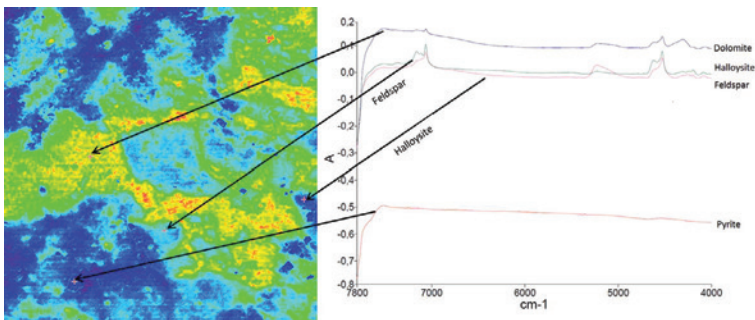 0,2
0,1
0,0
-0,1
-0,2
-0,3
A
-0,4
-0,5
-0,6
-0,7
-0,8
7800
7000
6000
5000
4000
cm-1
Dolomite
Halloysite
Feldspar
Pyrite
Feldspar
Halloysite